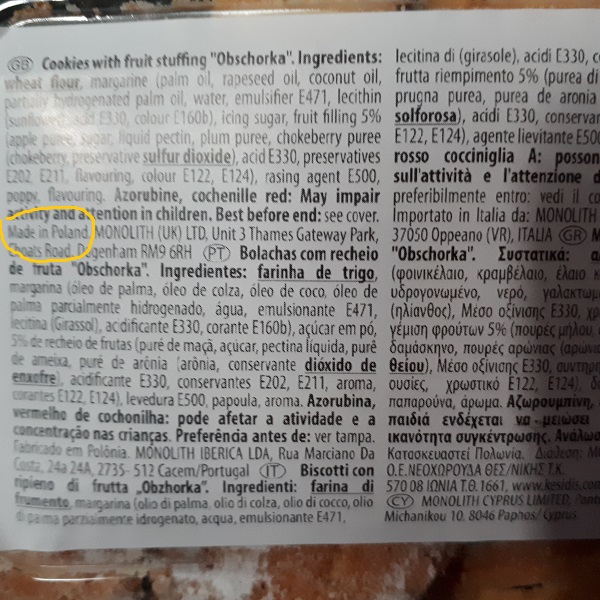 GB Cookies with fruit stuffing "Obschorka". Ingredients:
wheat flour, margarine (palm oil, rapeseed oil, coconut oil,
partially hydrogenated palm oil, water, emulsifier E471, lecithin
(sunflower), acid E330, colour E160b), icing sugar, fruit filling 5%
(apple puree, sugar, liquid pectin, plum puree, chokeberry puree
(chokeberry, preservative sulfur dioxide), acid E330, preservatives
E202, E211, flavouring, colour E122, E124), rasing agent E500,
poppy, flavouring. Azorubine, cochenille red: May impair
activity and attention in children. Best before end: see cover.
Made in Poland. MONOLITH (UK) LTD, Unit 3 Thames Gateway Park,
Choats Road, Dagenham RM9 6RH PT Bolachas com recheio
de fruta "Obschorka". Ingredientes: farinha de trigo,
margarina (óleo de palma, óleo de colza, óleo de coco, óleo de
palma parcialmente hidrogenado, água, emulsionante E471,
lecitina (Girassol), acidificante E330, corante E160b), açúcar em pó,
5% de recheio de frutas (puré de maçã, açúcar, pectina líquida, purê
de ameixa, puré de arónia (arônia, conservante dióxido de
enxofre), acidificante E330, conservantes E202, E211, aroma,
corantes E122, E124), levedura E500, papoula, aroma. Azorubina,
vermelho de cochonilha: pode afetar a atividade e a
concentração nas crianças. Preferência antes de: ver tampa.
Fabricado em Polónia. MONOLITH IBERICA LDA, Rua Marciano Da
Costa, 24a 24A, 2735- 512 Cacem/Portugal IT Biscotti con
ripieno di frutta „Obzhorka". Ingredienti: farina di
frumento, margarina (olio di palma, olio di colza, olio di cocco, olio
di palma parzialmente idrogenato, acqua, emulsionante E471,
lecitina di (girasole), acidi E330,
frutta riempimento 5% (purea di
prugna purea, purea de aronia
solforosa), acidi E330, conservan
E122, E124), agente lievitante E50
rosso cocciniglia A: posson
sull'attività e l'attenzione d
preferibilmente entro: vedi il co
Importato in Italia da: MONOLITH
37050 Oppeano (VR), ITALIA GR
"Obschorka". Συστατικά: α
(φοινικέλαιο, κραμβέλαιο, έλαιο κ
υδρογονωμένο, νερό, γαλακτωμ
(ηλίανθος), Μέσο οξίνισης E330, χρ
γέμιση φρούτων 5% (πουρές μήλου,
δαμάσκηνο, πουρές αρώνιας (αρώνι
θείου), Μέσο οξίνισης E330, συντηρ
ουσίες, χρωστικό E122, E124),
παπαρούνα, άρωμα. Αζωρουμπίνη,
παιδιά ενδέχεται να μειώσει
ικανότητα συγκέντρωσης. Ανάλωσ
Κατασκευαστεί Πολωνία.
Ο.Ε.ΝΕΟΧΩΡΟΥΔΑ ΘΕΣ/ΝΙΚΗΣ Τ.Κ.
570 08 ΙΩΝΙΑ Τ.Θ.1661, www.kesidis.com
CY MONOLITH CYPRUS LIMITED,
Michanikou 10, 8046 Paphos/ Cyprus